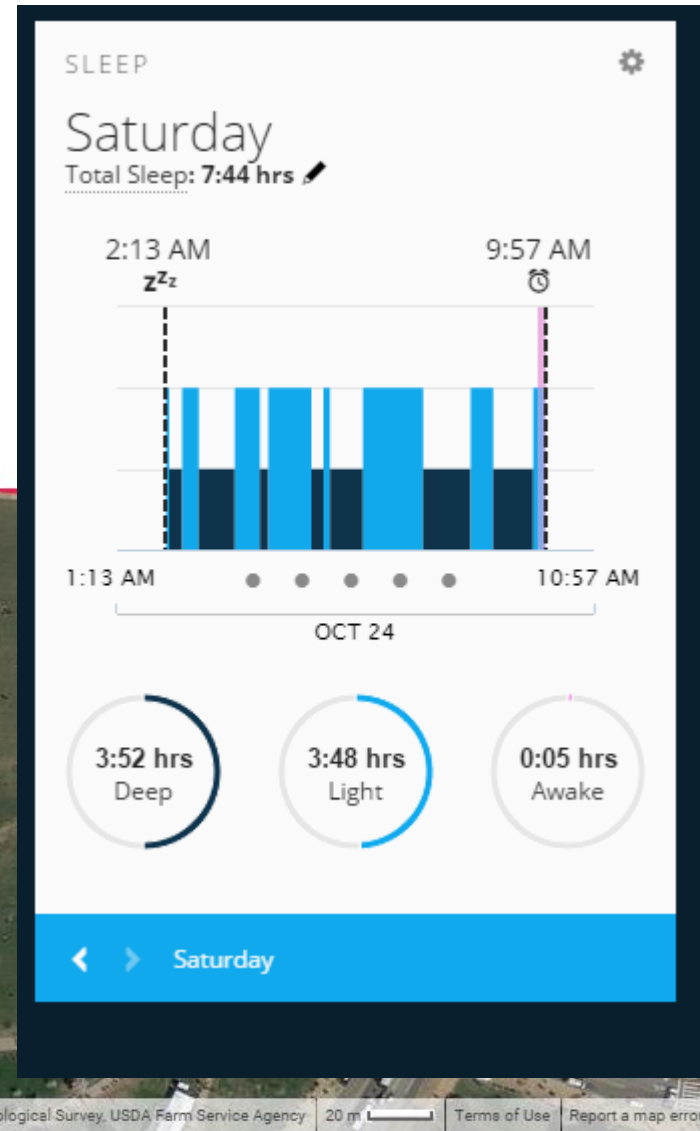 SLEEP
Saturday
Total Sleep: 7:44 hrs
2:13 AM 9:57 AM
zzz
1:13 AM 10:57 AM
OCT 24
3:52 hrs 3:48 hrs 0:05 hrs
Deep Light Awake
Saturday
Survey, USDA Farm Service Agency 20 m Terms of Use Report a map